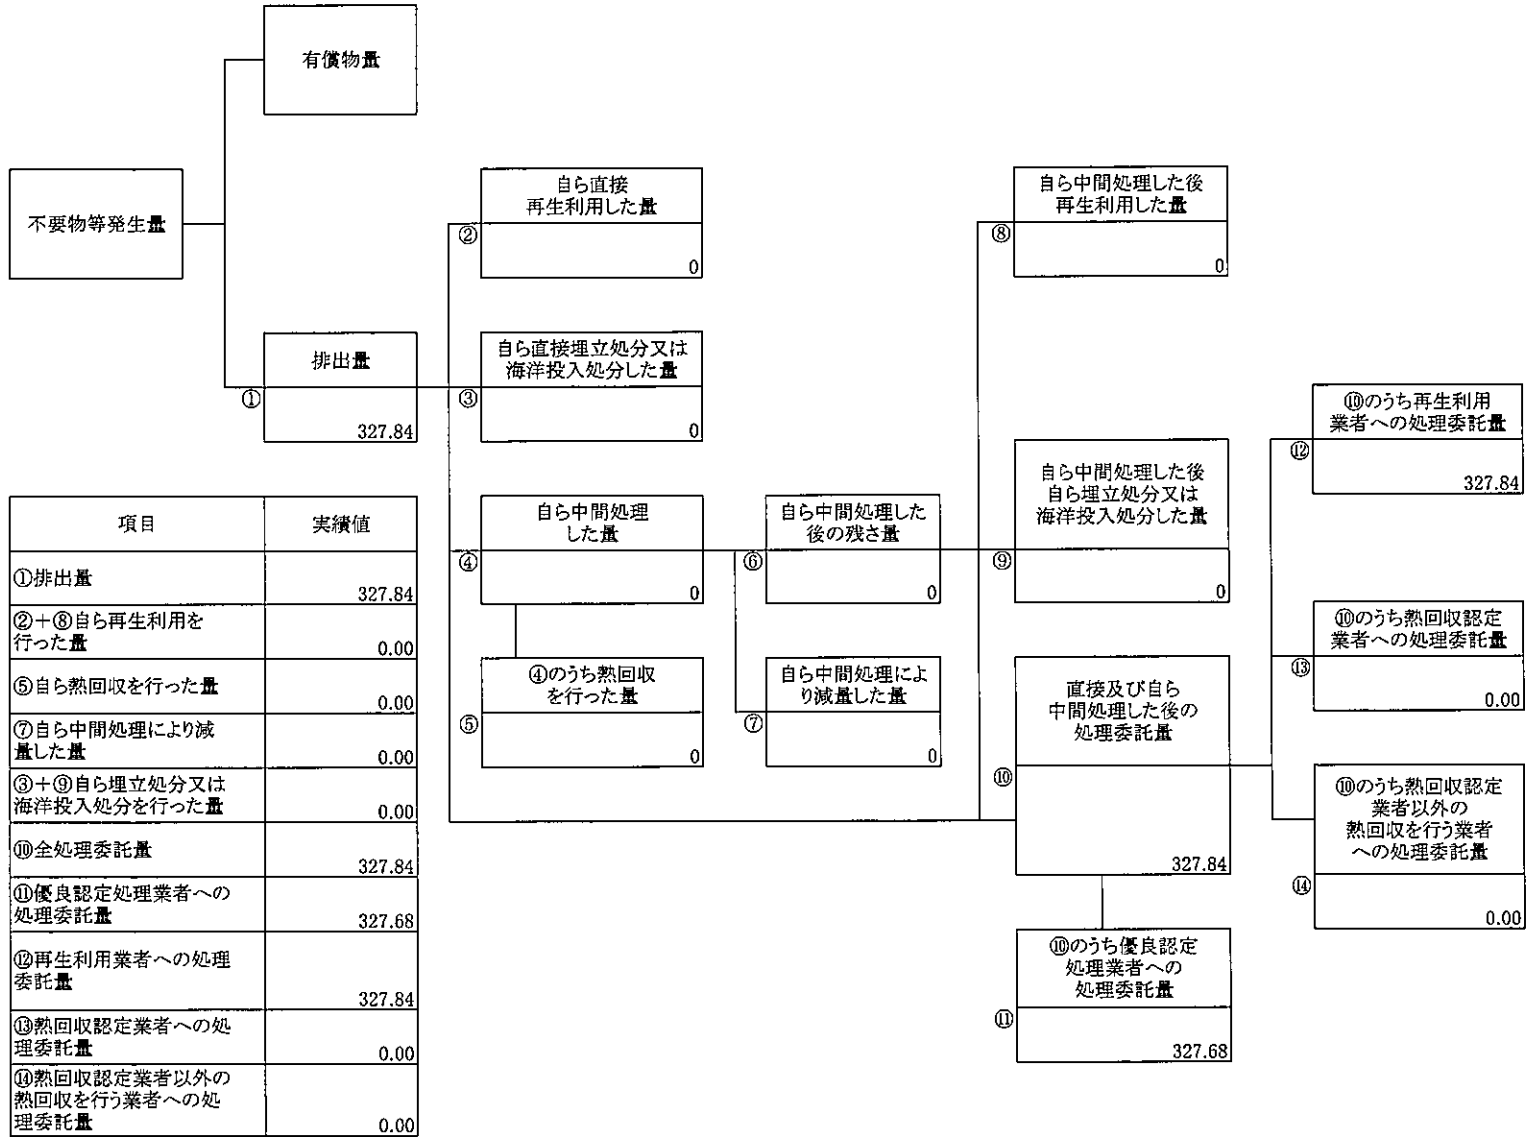 有償物量
不要物等発生量
排出量
①
327.84
自ら直接
再生利用した量
②
0
自ら直接埋立処分又は
海洋投入処分した量
③
0
自ら中間処理
した量
④
0
④のうち熱回収
を行った量
⑤
0
自ら中間処理した
後の残さ量
⑥
0
自ら中間処理によ
り減量した量
⑦
0
自ら中間処理した後
再生利用した量
⑧
0
自ら中間処理した後
自ら埋立処分又は
海洋投入処分した量
⑨
0
直接及び自ら
中間処理した後の
処理委託量
⑩
327.84
⑩のうち優良認定
処理業者への
処理委託量
⑪
327.68
⑩のうち再生利用
業者への処理委託量
⑫
327.84
⑩のうち熱回収認定
業者への処理委託量
⑬
0.00
⑩のうち熱回収認定
業者以外の
熱回収を行う業者
への処理委託量
⑭
0.00
項目 実績値
①排出量
327.84
②+⑧自ら再生利用を
行った量
0.00
⑤自ら熱回収を行った量
0.00
⑦自ら中間処理により減
量した量
0.00
③+⑨自ら埋立処分又は
海洋投入処分を行った量
0.00
⑩全処理委託量
327.84
⑪優良認定処理業者への
処理委託量
327.68
⑫再生利用業者への処理
委託量
327.84
⑬熱回収認定業者への処
理委託量
0.00
⑭熱回収認定業者以外の
熱回収を行う業者への処
理委託量
0.00